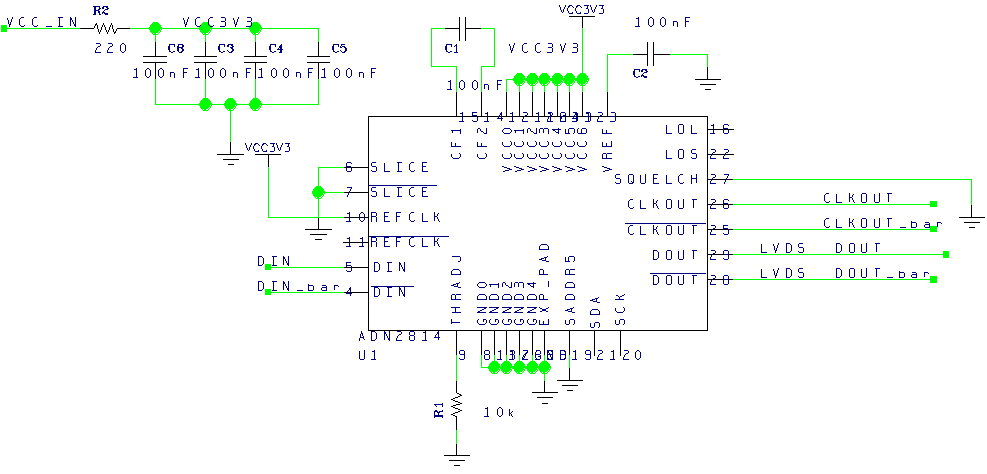 R2
VCC_IN
VCC3V3
220
C6
C3
C4
C5
100nF
100nF
100nF
100nF
C1
100nF
VCC3V3
VCC3V3
100nF
C2
VCC3V3
CF1
CF2
VCC0
VCC1
VCC2
VCC3
VCC4
VCC5
VCC6
VREF
LOL 16
LOS 22
SQUELCH 27
CLKOUT 26
CLKOUT
CLKOUT 25
CLKOUT_bar
DOUT 29
LVDS DOUT
DOUT
LVDS DOUT_bar
6 SLICE
7 SLICE
10 REFCLK
11 REFCLK
DIN
5 DIN
DIN_bar
4 DIN
THRADJ
GND0
GND1
GND2
GND3
GND4
EXP_PAD
SADDR5
SDA
SCK
ADN2814
U1
9
R1
10k